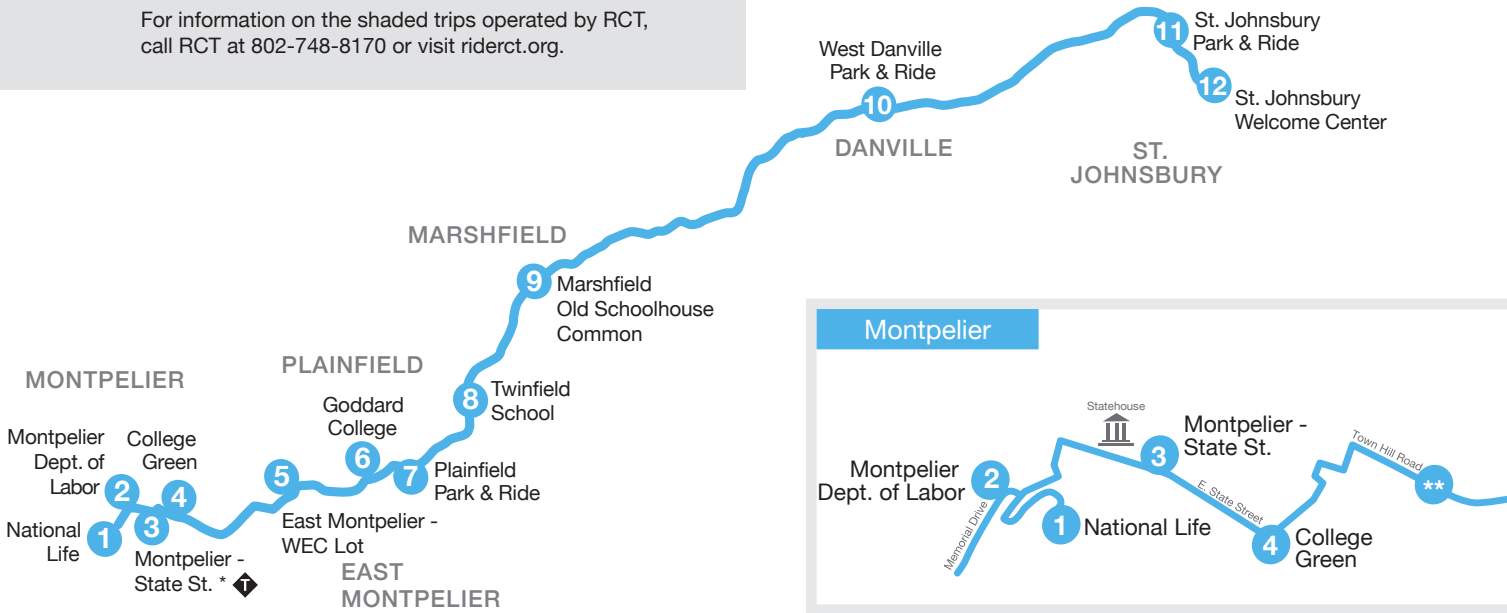 For information on the shaded trips operated by RCT,
call RCT at 802-748-8170 or visit riderct.org.
11
St. Johnsbury
Park & Ride
12
St. Johnsbury
Welcome Center
West Danville
Park & Ride
10
DANVILLE
ST.
JOHNSBURY
MARSHFIELD
9
Marshfield
Old Schoolhouse
Common
PLAINFIELD
8
Twinfield
School
Goddard
College
6
7
Plainfield
Park & Ride
5
East Montpelier -
WEC Lot
EAST
MONTPELIER
MONTPELIER
Montpelier
Dept. of
Labor
2
College
Green
4
National
Life
1
3
Montpelier -
State St. * T
Montpelier
Statehouse
3
Montpelier -
State St.
Montpelier
Dept. of Labor
2
Memorial Drive
1
National Life
E. State Street
4
College
Green
Town Hill Road
**